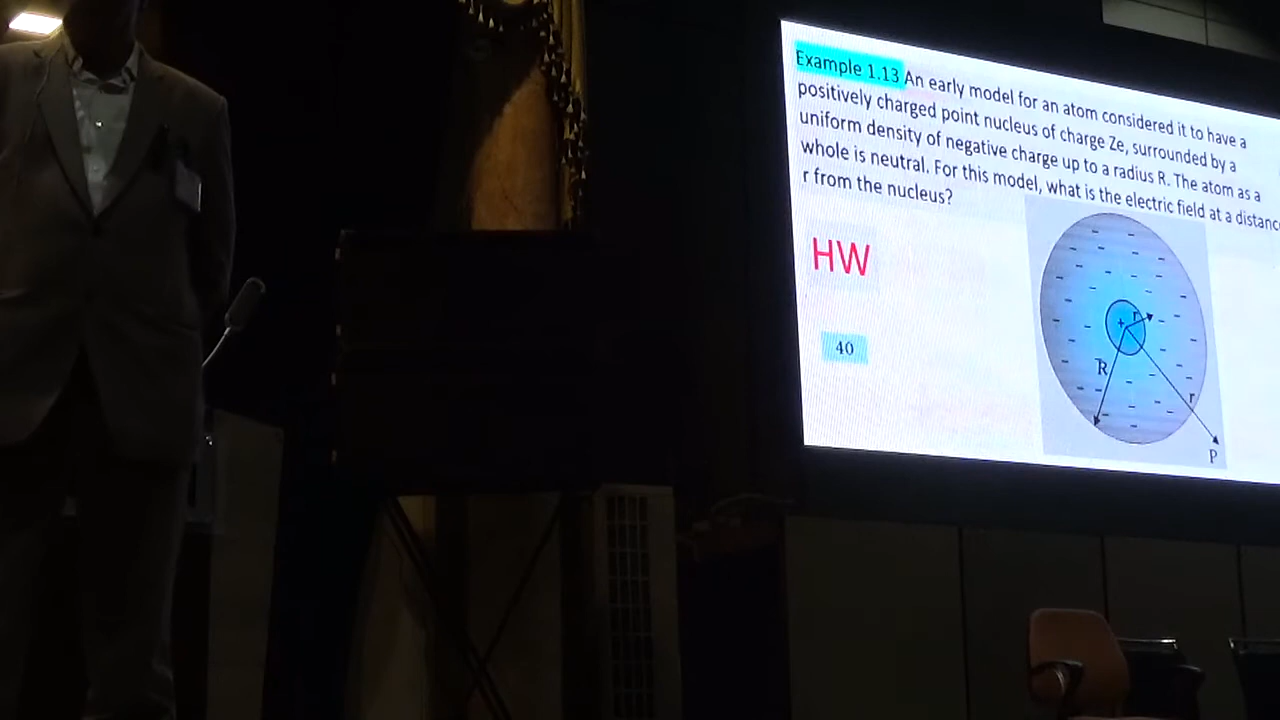 Example 1.13 An early model for an atom considered it to have a
positively charged point nucleus of charge Ze, surrounded by a
uniform density of negative charge up to a radius R. The atom as a
whole is neutral. For this model, what is the electric field at a distanc
r from the nucleus?
HW
40
+ r
R
r
P